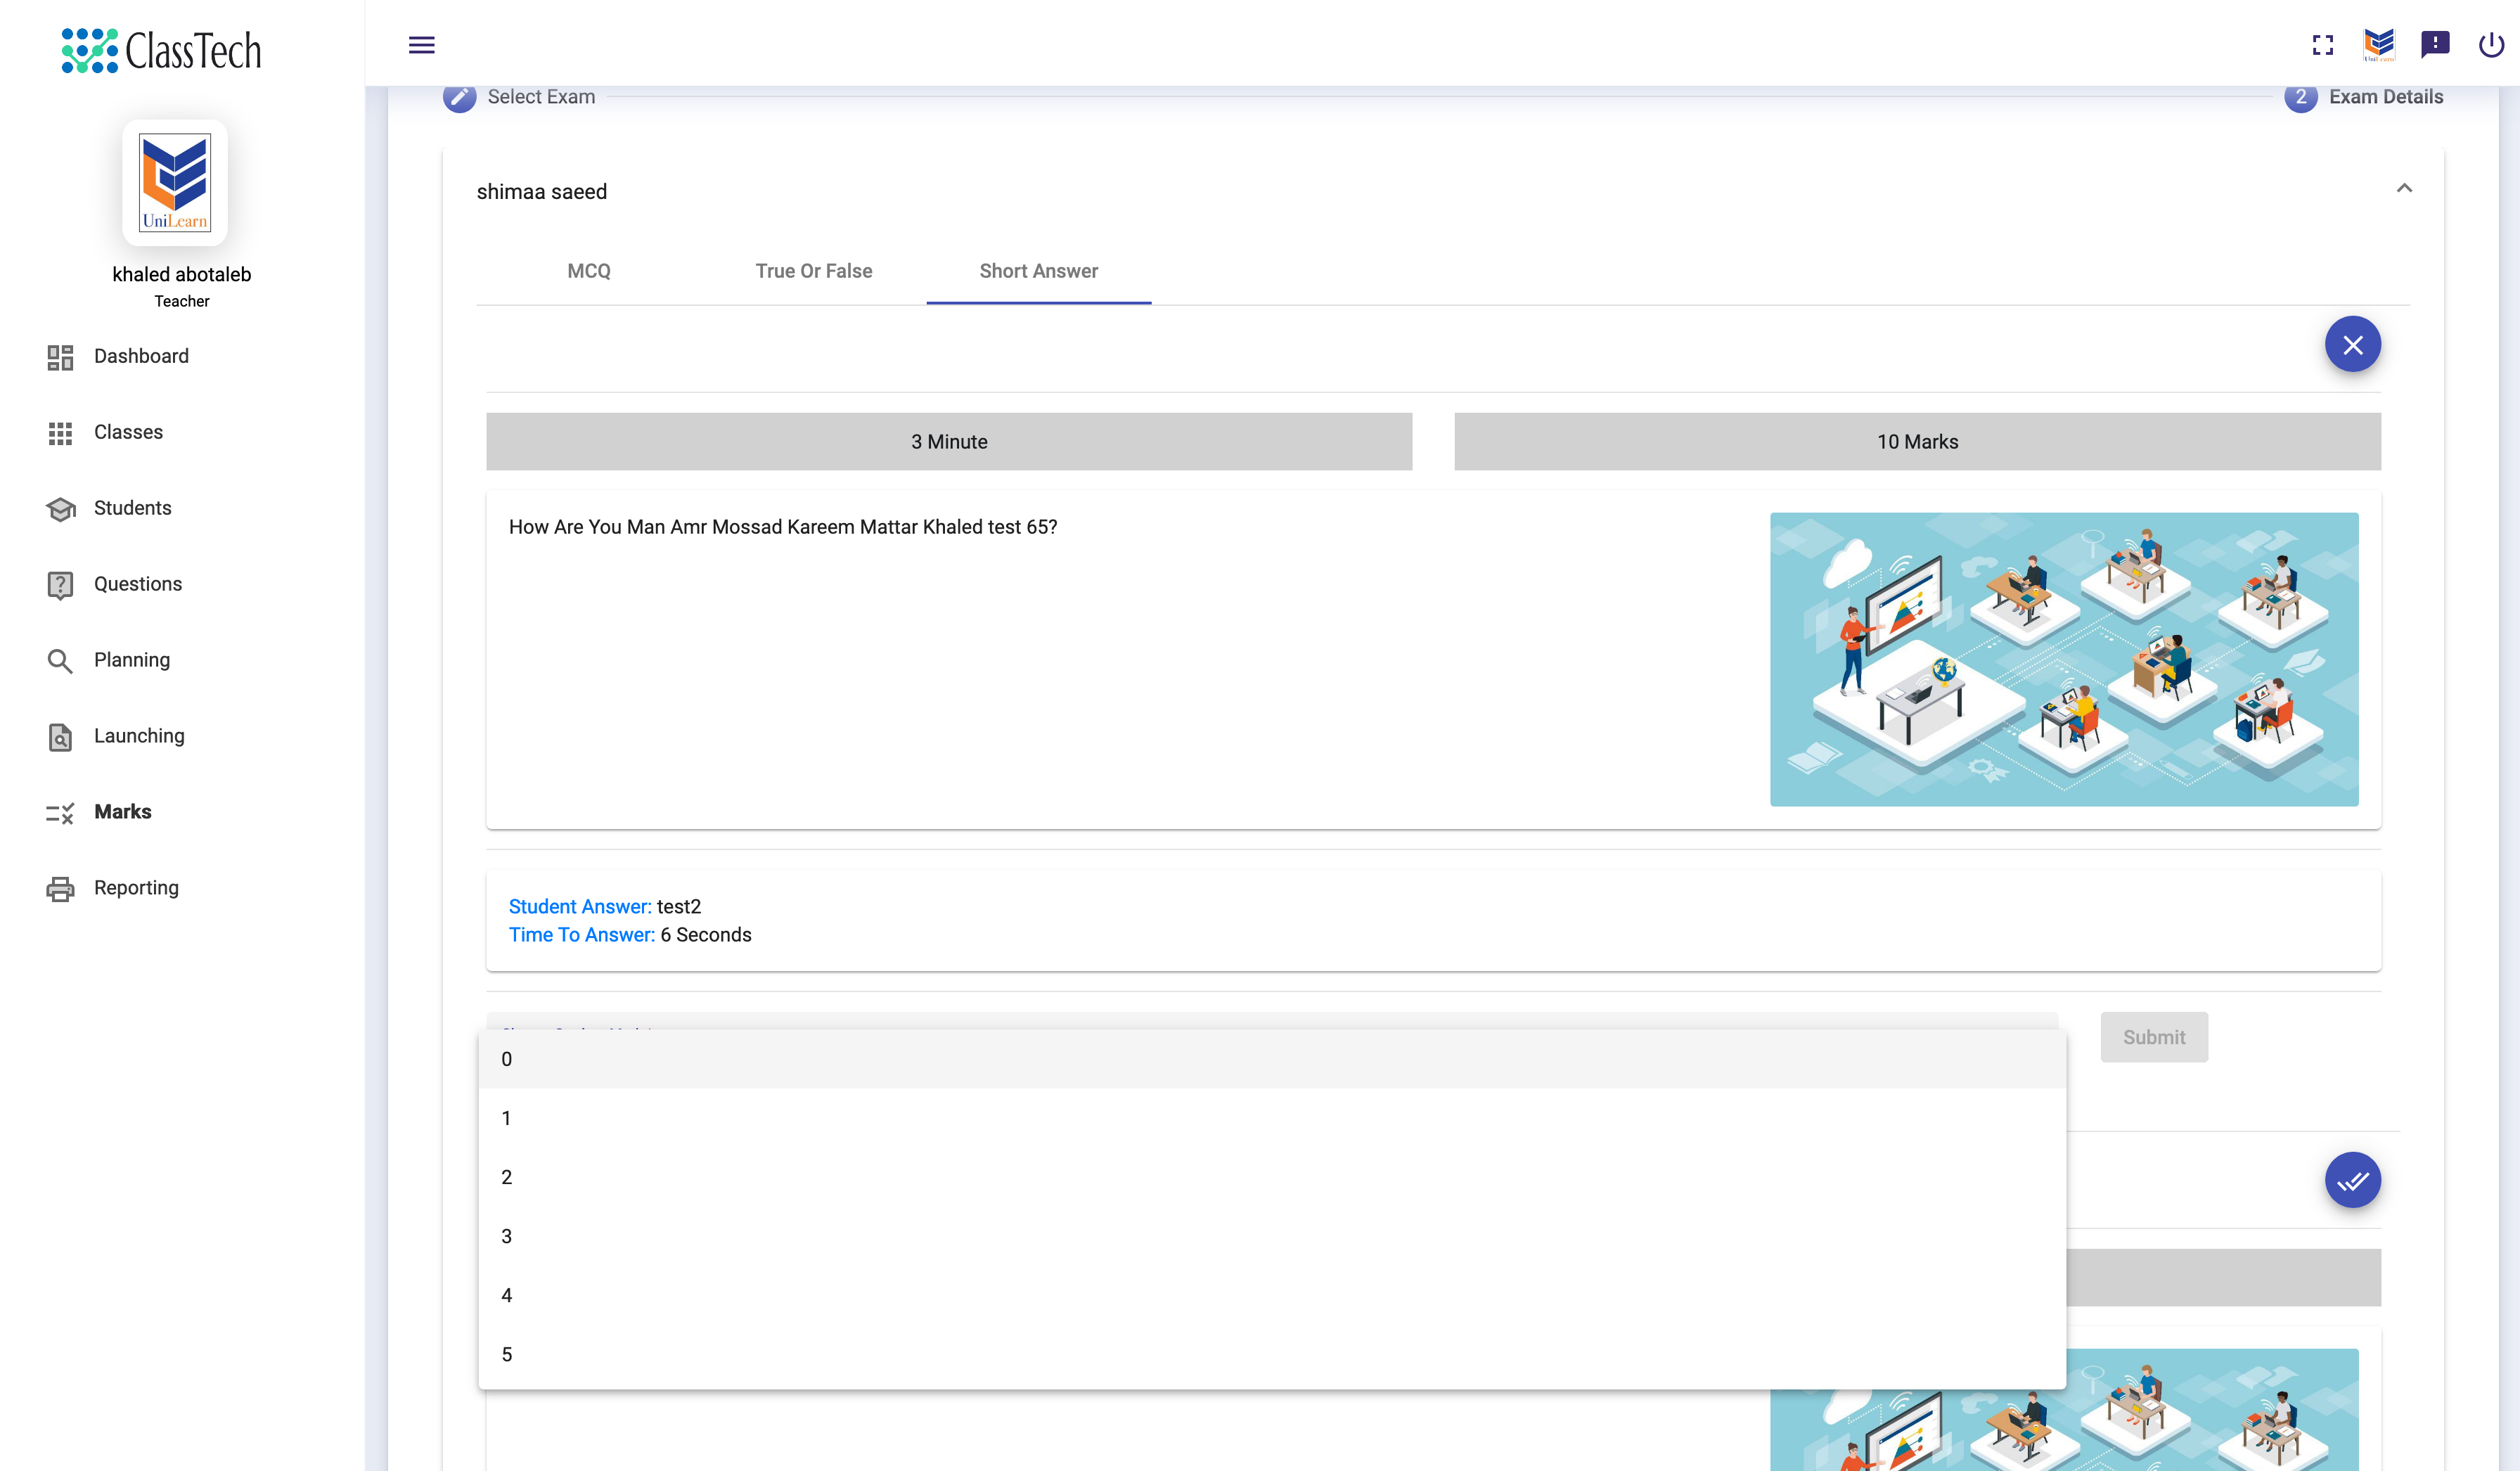 ClassTech
UniLearn
khaled abotaleb
Teacher
Dashboard
Classes
Students
Questions
Planning
Launching
Marks
Reporting
Select Exam
2 Exam Details
shimaa saeed
MCQ
True Or False
Short Answer
3 Minute
10 Marks
How Are You Man Amr Mossad Kareem Mattar Khaled test 65?
Student Answer: test2
Time To Answer: 6 Seconds
Submit
0
1
2
3
4
5